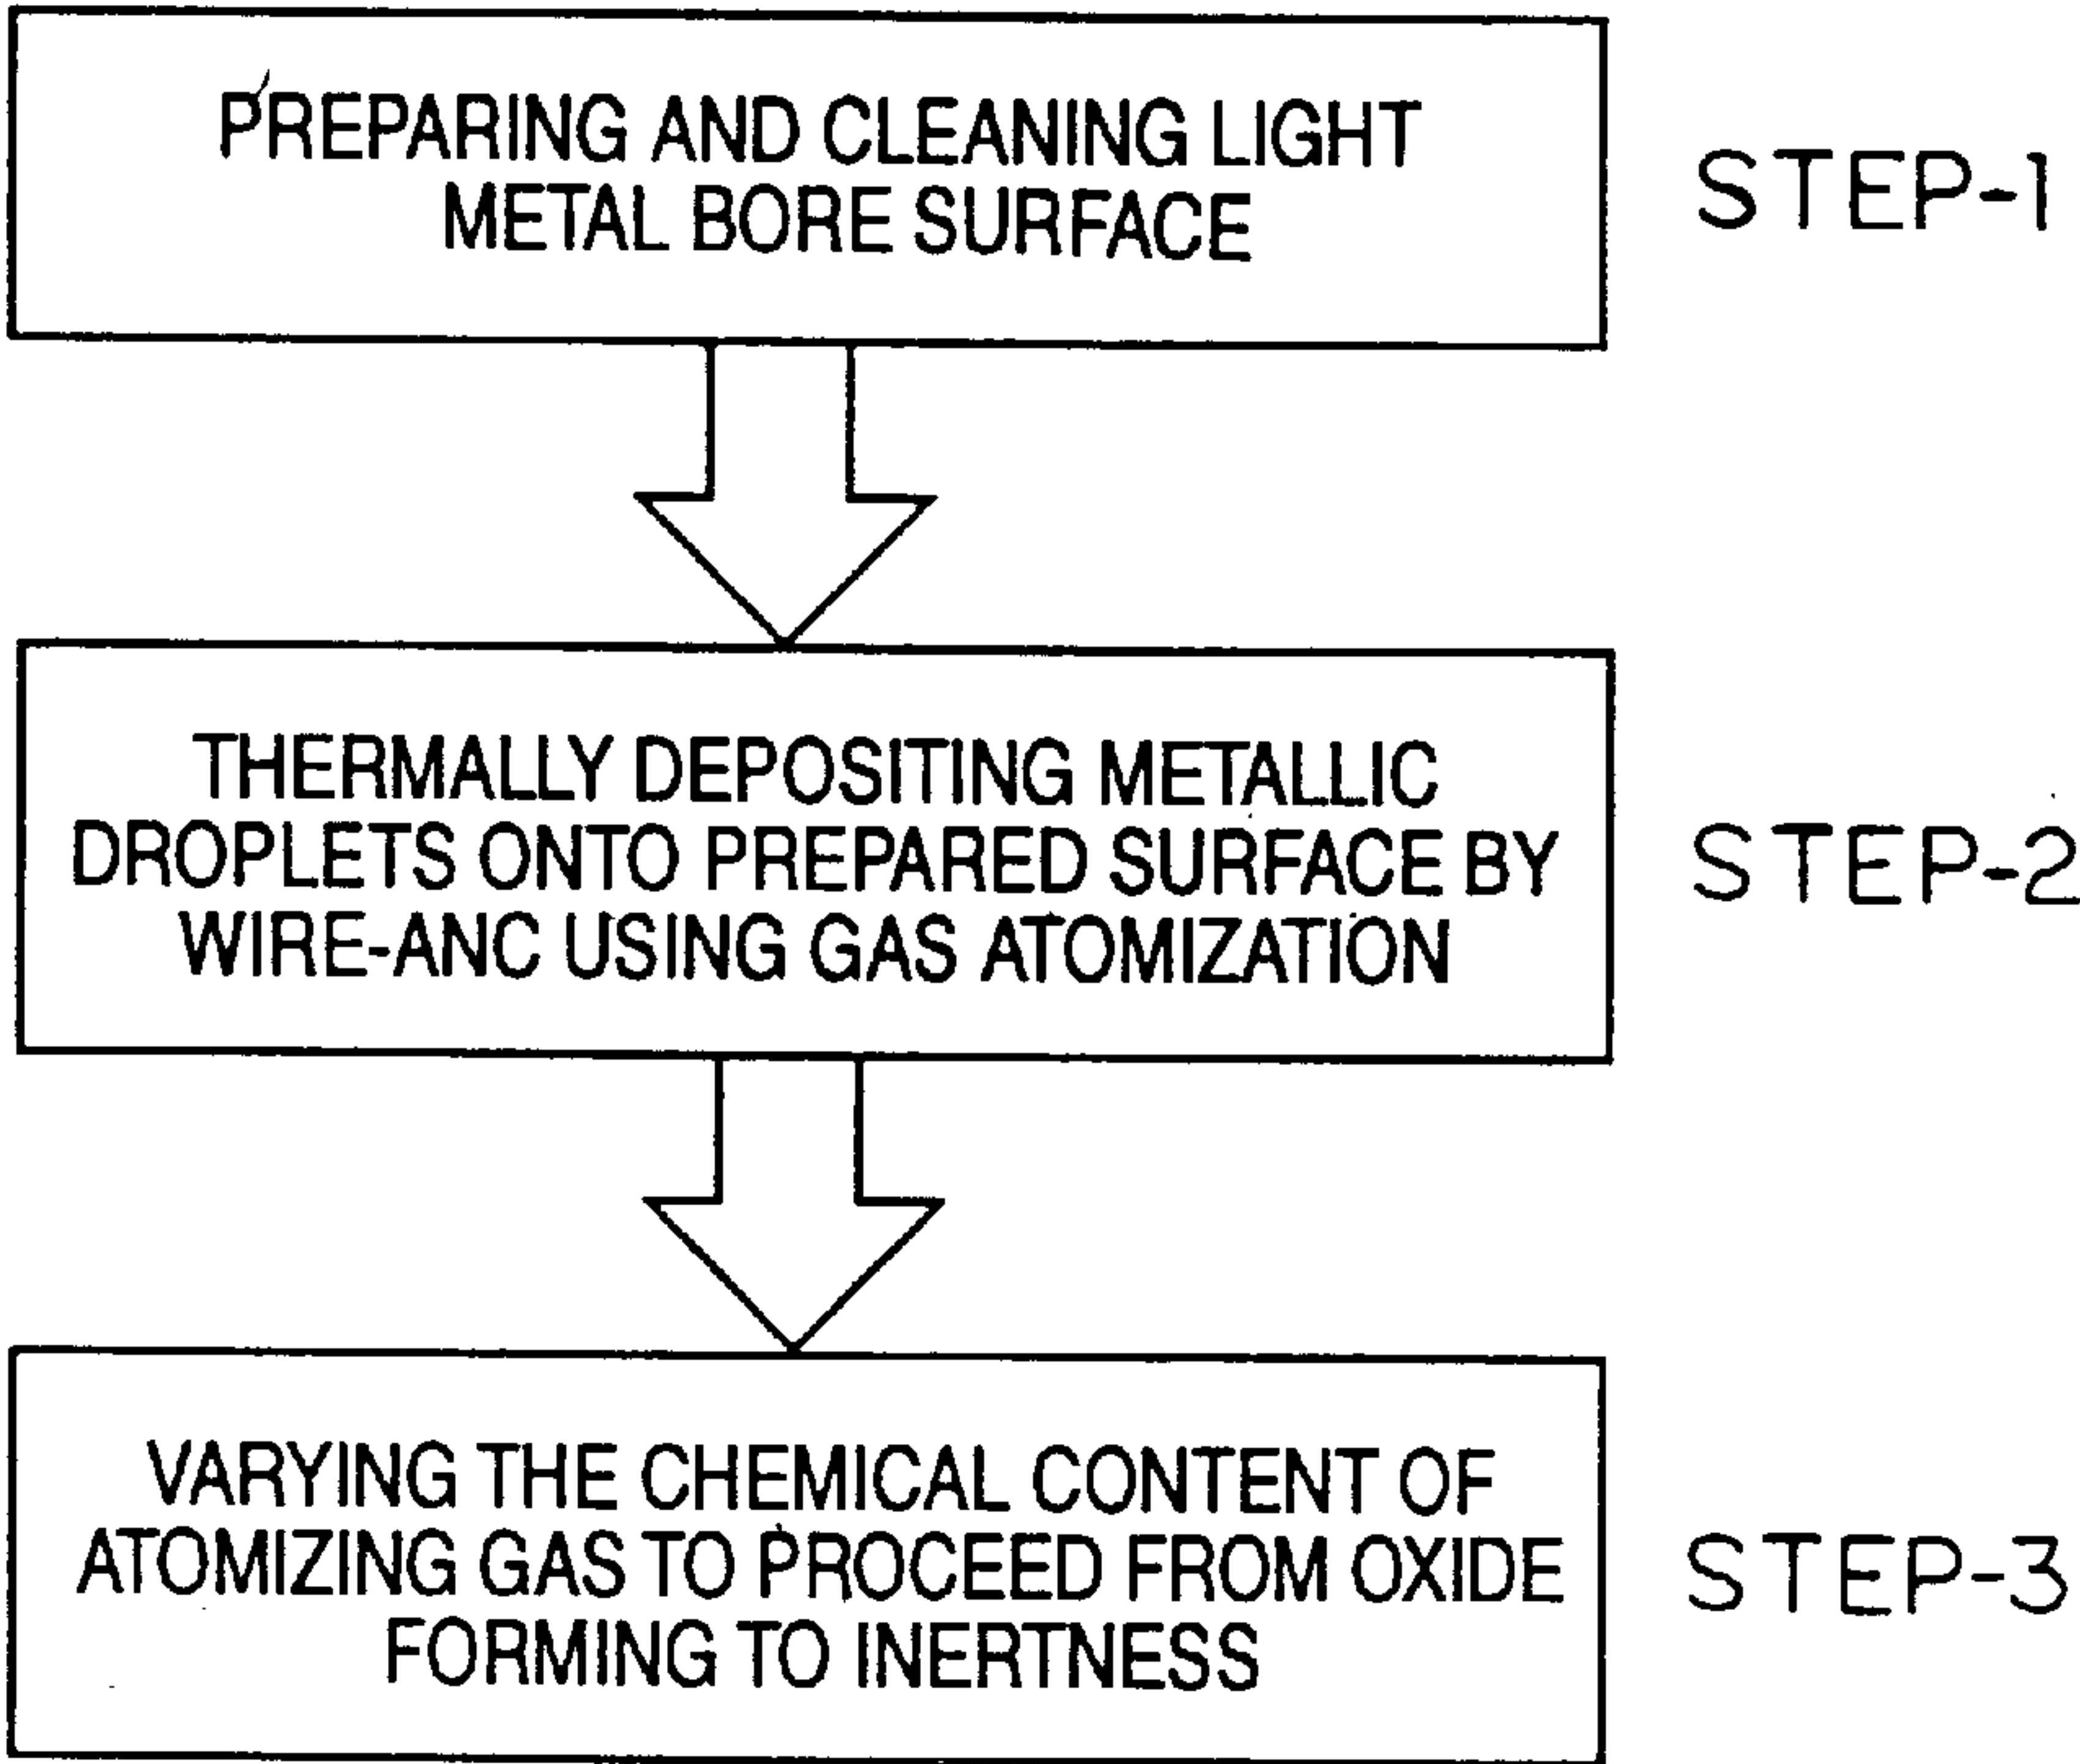 PREPARING AND CLEANING LIGHT
METAL BORE SURFACE
STEP-1
THERMALLY DEPOSITING METALLIC
DROPLETS ONTO PREPARED SURFACE BY
WIRE-ANC USING GAS ATOMIZATION
STEP-2
VARYING THE CHEMICAL CONTENT OF
ATOMIZING GAS TO PROCEED FROM OXIDE
FORMING TO INERTNESS
STEP-3